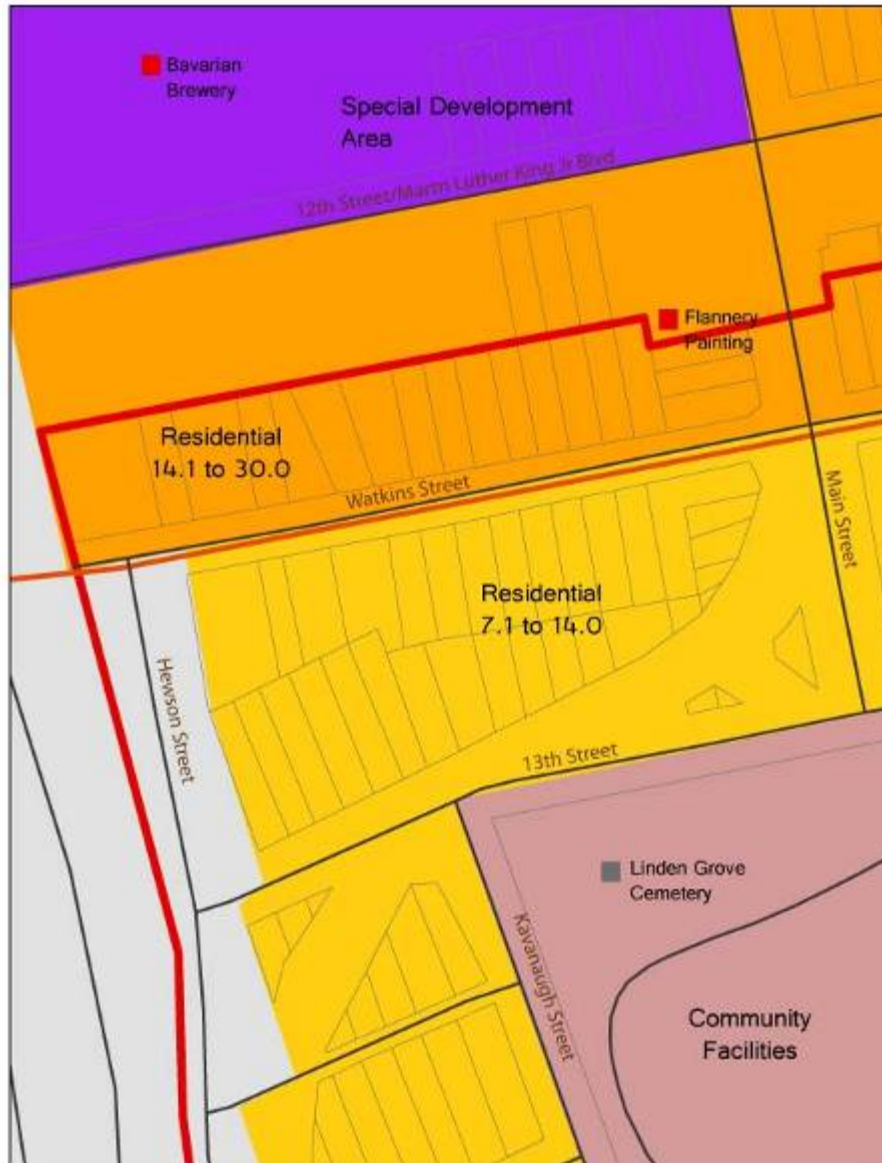 Bavarian
Brewery
Special Development
Area
12th Street/Martn Luther King Jr Blvd
Flannery
Painting
Residential
14.1 to 30.0
Watkins Street
Main Street
Residential
7.1 to 14.0
Hewson Street
13th Street
Linden Grove
Cemetery
Kavanaugh Street
Community
Facilities